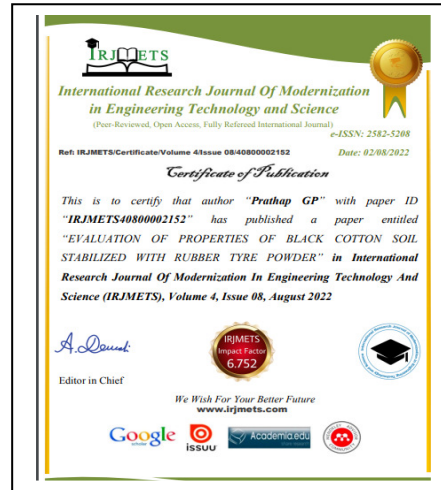 IRJMETS
International Research Journal Of Modernization
in Engineering Technology and Science
(Peer-Reviewed, Open Access, Fully Refereed International Journal)
e-ISSN: 2582-5208
Ref: IRJMETS/Certificate/Volume 4/Issue 08/40800002152
Date: 02/08/2022
Certificate of Publication
This is to certify that author "Prathap GP" with paper ID
"IRJMETS40800002152" has published a paper entitled
"EVALUATION OF PROPERTIES OF BLACK COTTON SOIL
STABILIZED WITH RUBBER TYRE POWDER" in International
Research Journal Of Modernization In Engineering Technology And
Science (IRJMETS), Volume 4, Issue 08, August 2022
A. Denush
IRJMETS
Impact Factor
6.752
Editor in Chief
We Wish For Your Better Future
www.irjmets.com
Google
issuu
Academia.edu